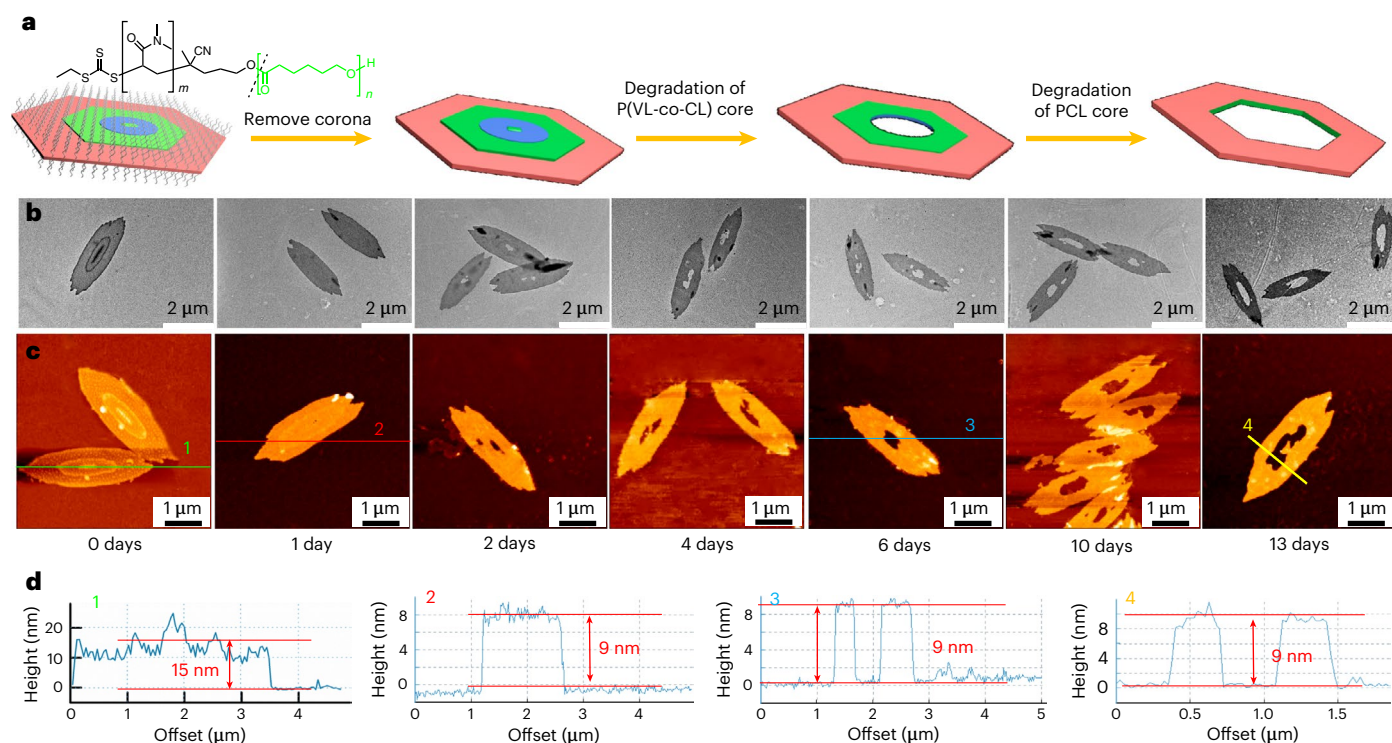 a
O N
S
CN
S S
O O H
m O n
Remove corona
Degradation of
P(VL-co-CL) core
Degradation
of PCL core
b
2 μm 2 μm 2 μm 2 μm 2 μm 2 μm 2 μm
c
1 2 3 4
1 μm 1 μm 1 μm 1 μm 1 μm 1 μm 1 μm
0 days 1 day 2 days 4 days 6 days 10 days 13 days
d
1
Height (nm)
20
10
0
15 nm
0 1 2 3 4
Offset (μm)
2
Height (nm)
8
4
0
9 nm
0 1 2 3 4
Offset (μm)
3
Height (nm)
8
4
0
9 nm
0 1 2 3 4 5
Offset (μm)
4
Height (nm)
8
4
0
9 nm
0 0.5 1.0 1.5
Offset (μm)